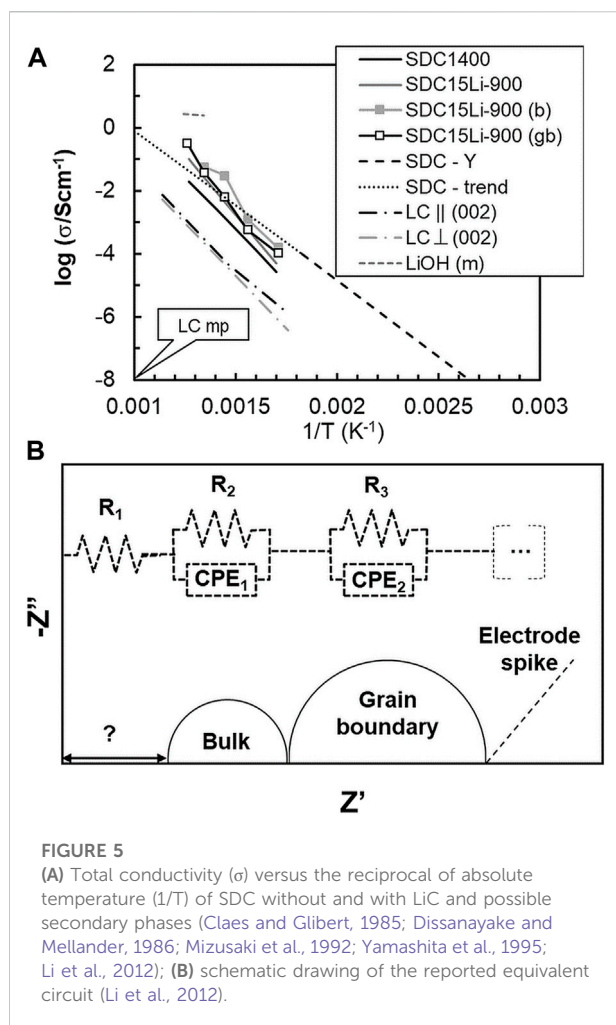 A
2
0
-2
-4
-6
-8
log (σ/Scm⁻¹)
SDC1400
SDC15Li-900
SDC15Li-900 (b)
SDC15Li-900 (gb)
SDC - Y
SDC - trend
LC || (002)
LC ⊥ (002)
LiOH (m)
LC mp
0.001 0.0015 0.002 0.0025 0.003
1/T (K⁻¹)
B
R₁ R₂ R₃
CPE₁ CPE₂ ...
-Z"
Electrode
spike
Grain
boundary
Bulk
?
Z'
FIGURE 5
(A) Total conductivity (σ) versus the reciprocal of absolute
temperature (1/T) of SDC without and with LiC and possible
secondary phases (Claes and Glibert, 1985; Dissanayake and
Mellander, 1986; Mizusaki et al., 1992; Yamashita et al., 1995;
Li et al., 2012); (B) schematic drawing of the reported equivalent
circuit (Li et al., 2012).